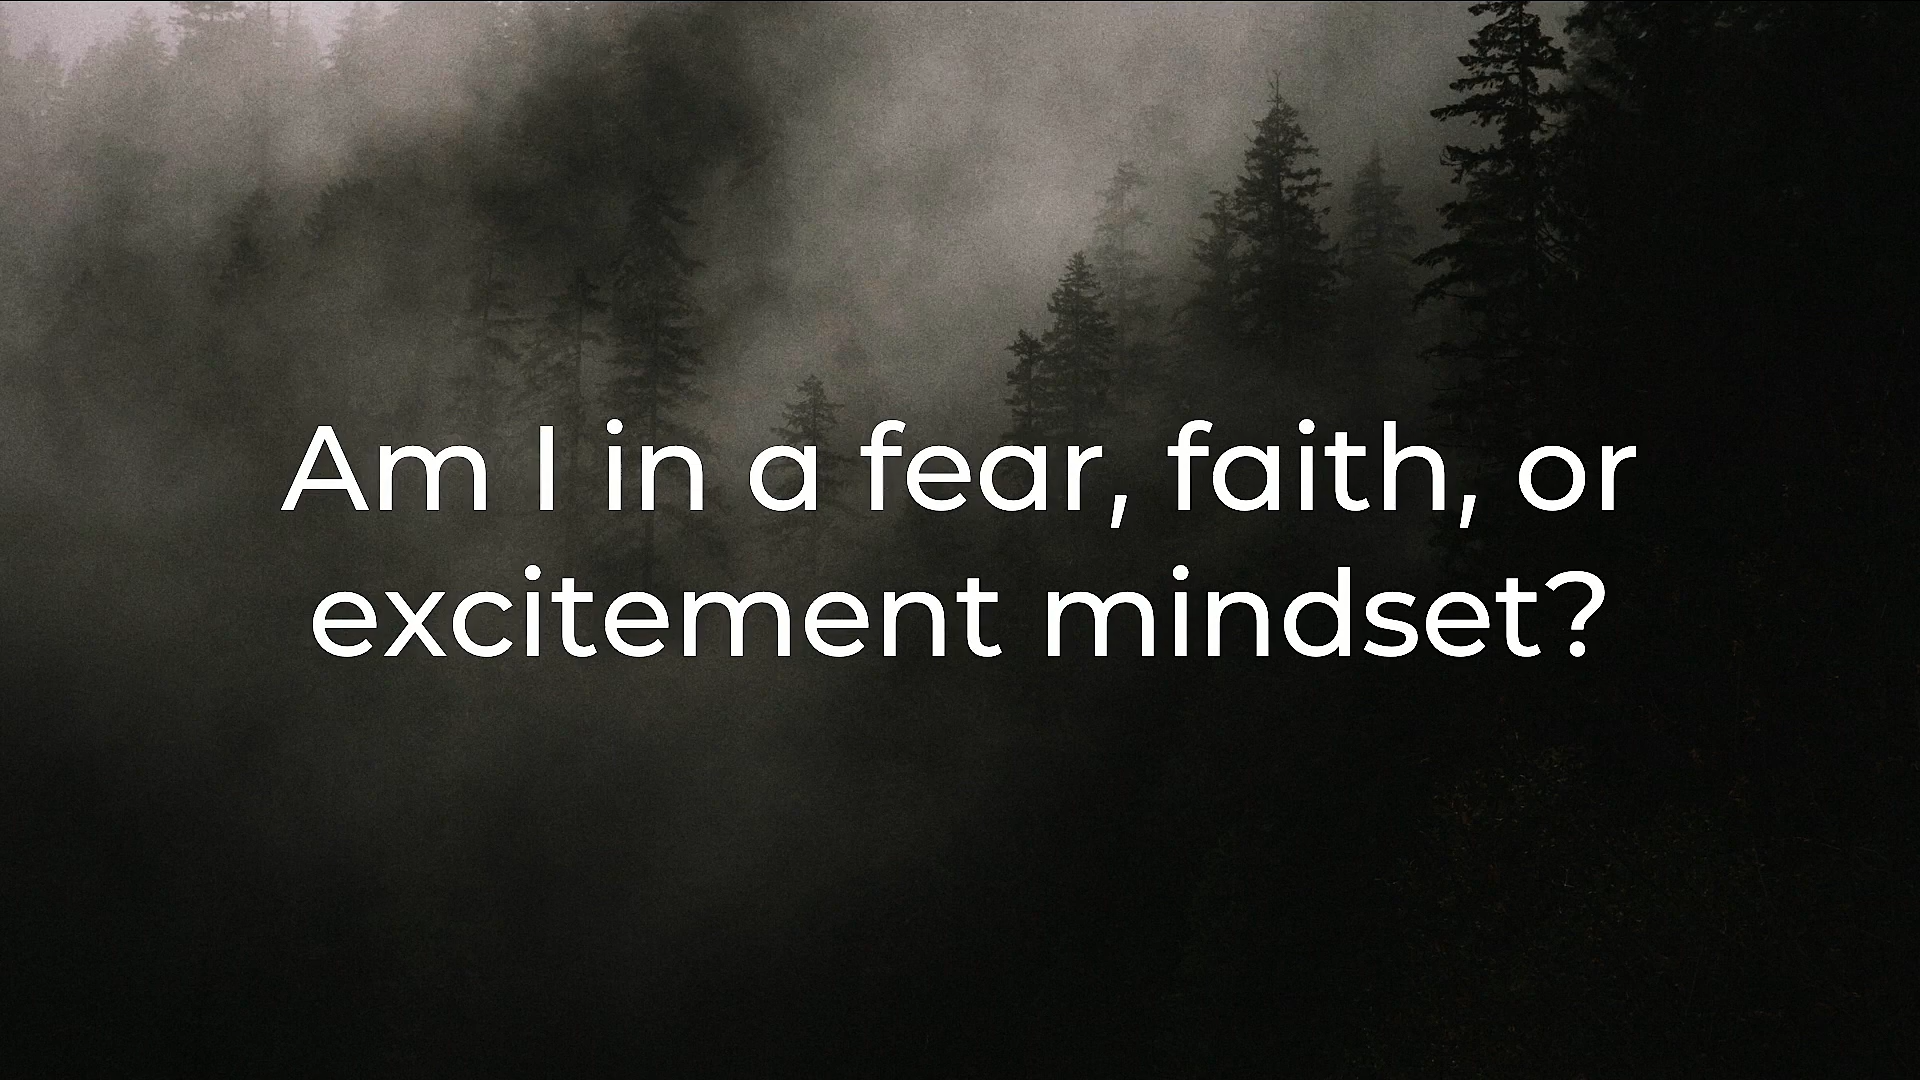 Am I in a fear, faith, or
excitement mindset?